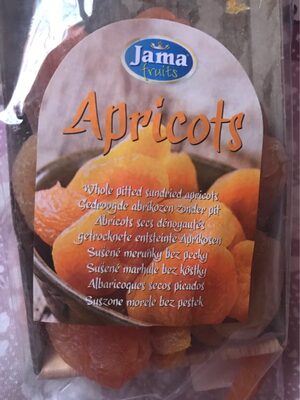 Jama
fruits
Apricots
Whole pitted sundried apricots
Gedroogde abrikozen zonder pit
Abricots secs dénoyautés
getrocknete entsteinte Aprikosen
Sušené meruňky bez pecky
Sušené marhule bez kôstky
Albaricoques secos picados
Suszone morele bez pestek